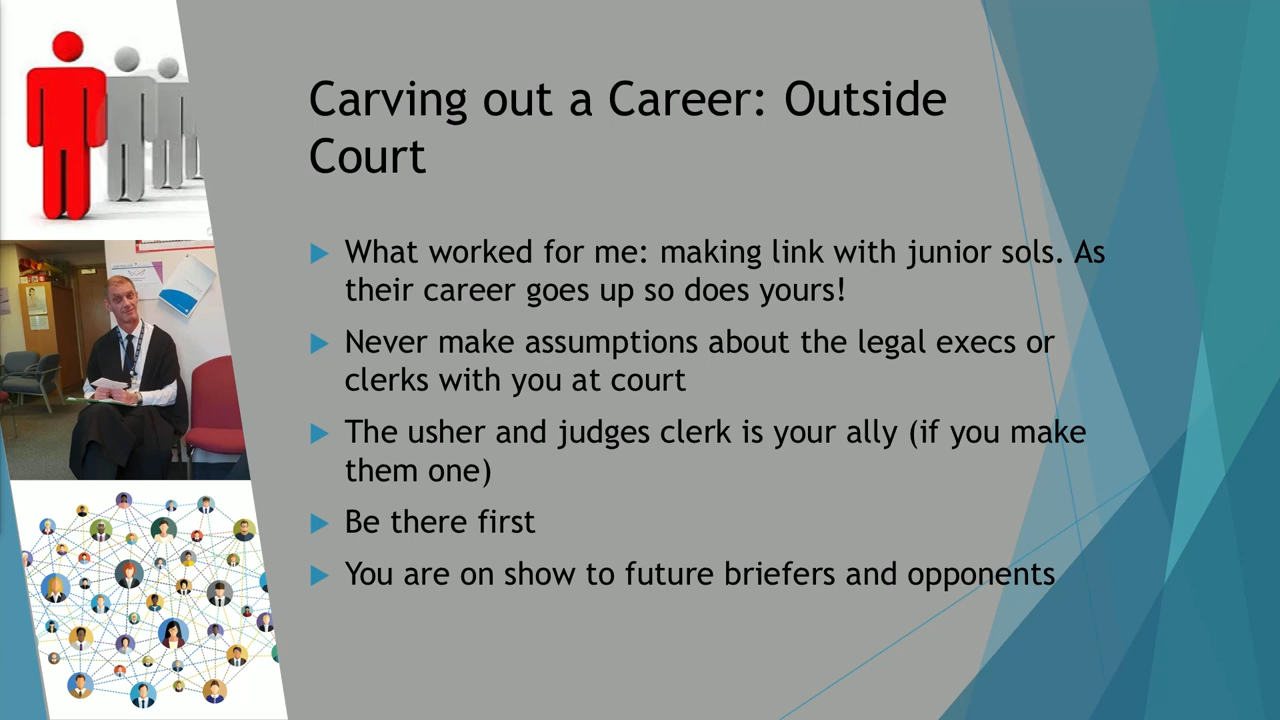 Carving out a Career: Outside
Court
What worked for me: making link with junior sols. As
their career goes up so does yours!
Never make assumptions about the legal execs or
clerks with you at court
The usher and judges clerk is your ally (if you make
them one)
Be there first
You are on show to future briefers and opponents